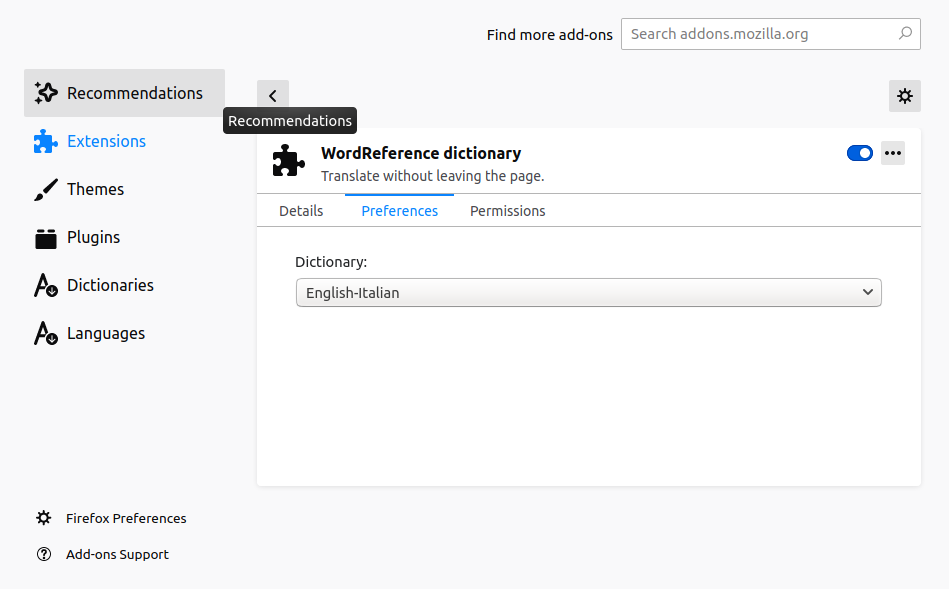 Find more add-ons
Search addons.mozilla.org
Recommendations
Extensions
Themes
Plugins
Dictionaries
Languages
Firefox Preferences
Add-ons Support
Recommendations
WordReference dictionary
Translate without leaving the page.
Details Preferences Permissions
Dictionary:
English-Italian